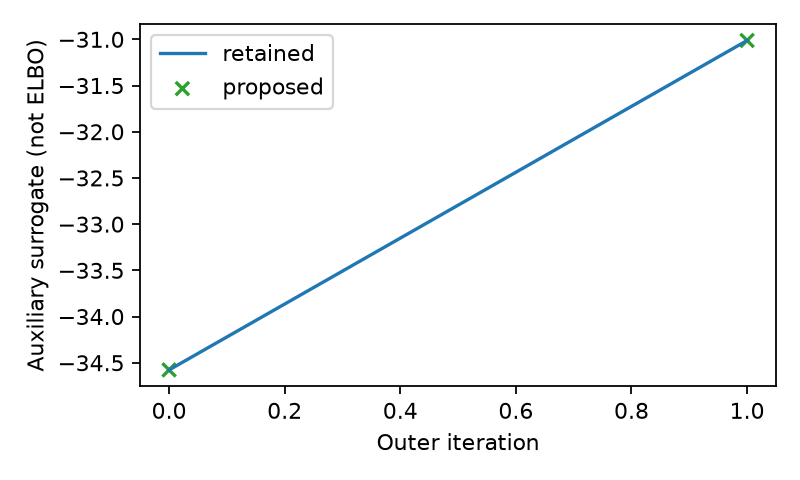 Auxiliary surrogate (not ELBO)
−31.0
−31.5
−32.0
−32.5
−33.0
−33.5
−34.0
−34.5
retained
proposed
0.0 0.2 0.4 0.6 0.8 1.0
Outer iteration